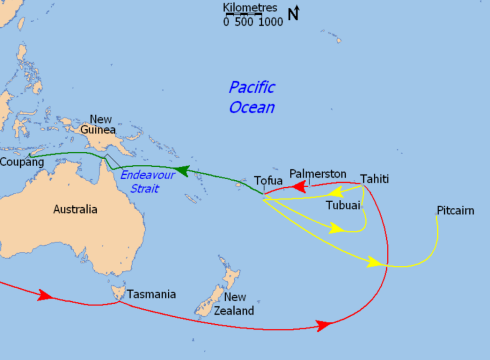 Kilometres
0 500 1000
N
Pacific
Ocean
New
Guinea
Coupang
Endeavour
Strait
Tofua
Palmerston
Tahiti
Tubuai
Pitcairn
Australia
Tasmania
New
Zealand